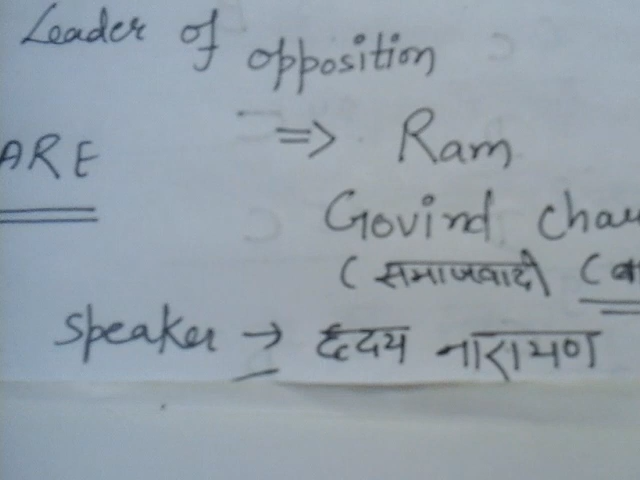 Leader of opposition
ARE => Ram
Govind
(समाजवादी
speaker → हृदय नारायण